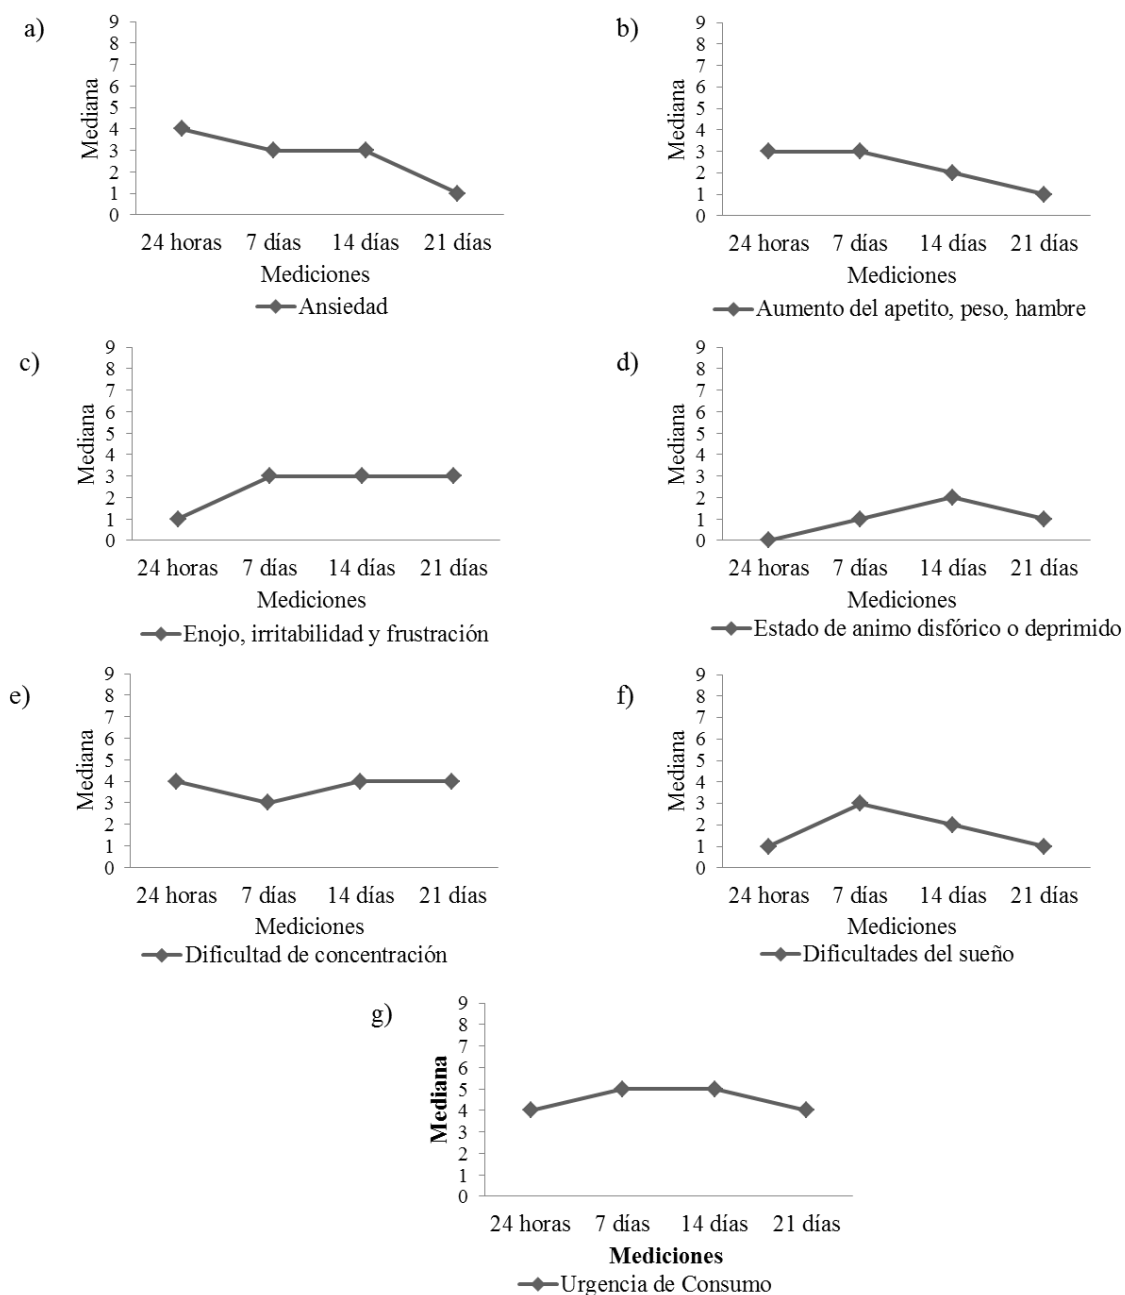 a)
9
8
7
6
5
4
3
2
1
0
Mediana
24 horas 7 días 14 días 21 días
Mediciones
Ansiedad
b)
9
8
7
6
5
4
3
2
1
0
Mediana
24 horas 7 días 14 días 21 días
Mediciones
Aumento del apetito, peso, hambre
c)
9
8
7
6
5
4
3
2
1
0
Mediana
24 horas 7 días 14 días 21 días
Mediciones
Enojo, irritabilidad y frustración
d)
9
8
7
6
5
4
3
2
1
0
Mediana
24 horas 7 días 14 días 21 días
Mediciones
Estado de animo disfórico o deprimido
e)
9
8
7
6
5
4
3
2
1
0
Mediana
24 horas 7 días 14 días 21 días
Mediciones
Dificultad de concentración
f)
9
8
7
6
5
4
3
2
1
0
Mediana
24 horas 7 días 14 días 21 días
Mediciones
Dificultades del sueño
g)
9
8
7
6
5
4
3
2
1
0
Mediana
24 horas 7 días 14 días 21 días
Mediciones
Urgencia de Consumo